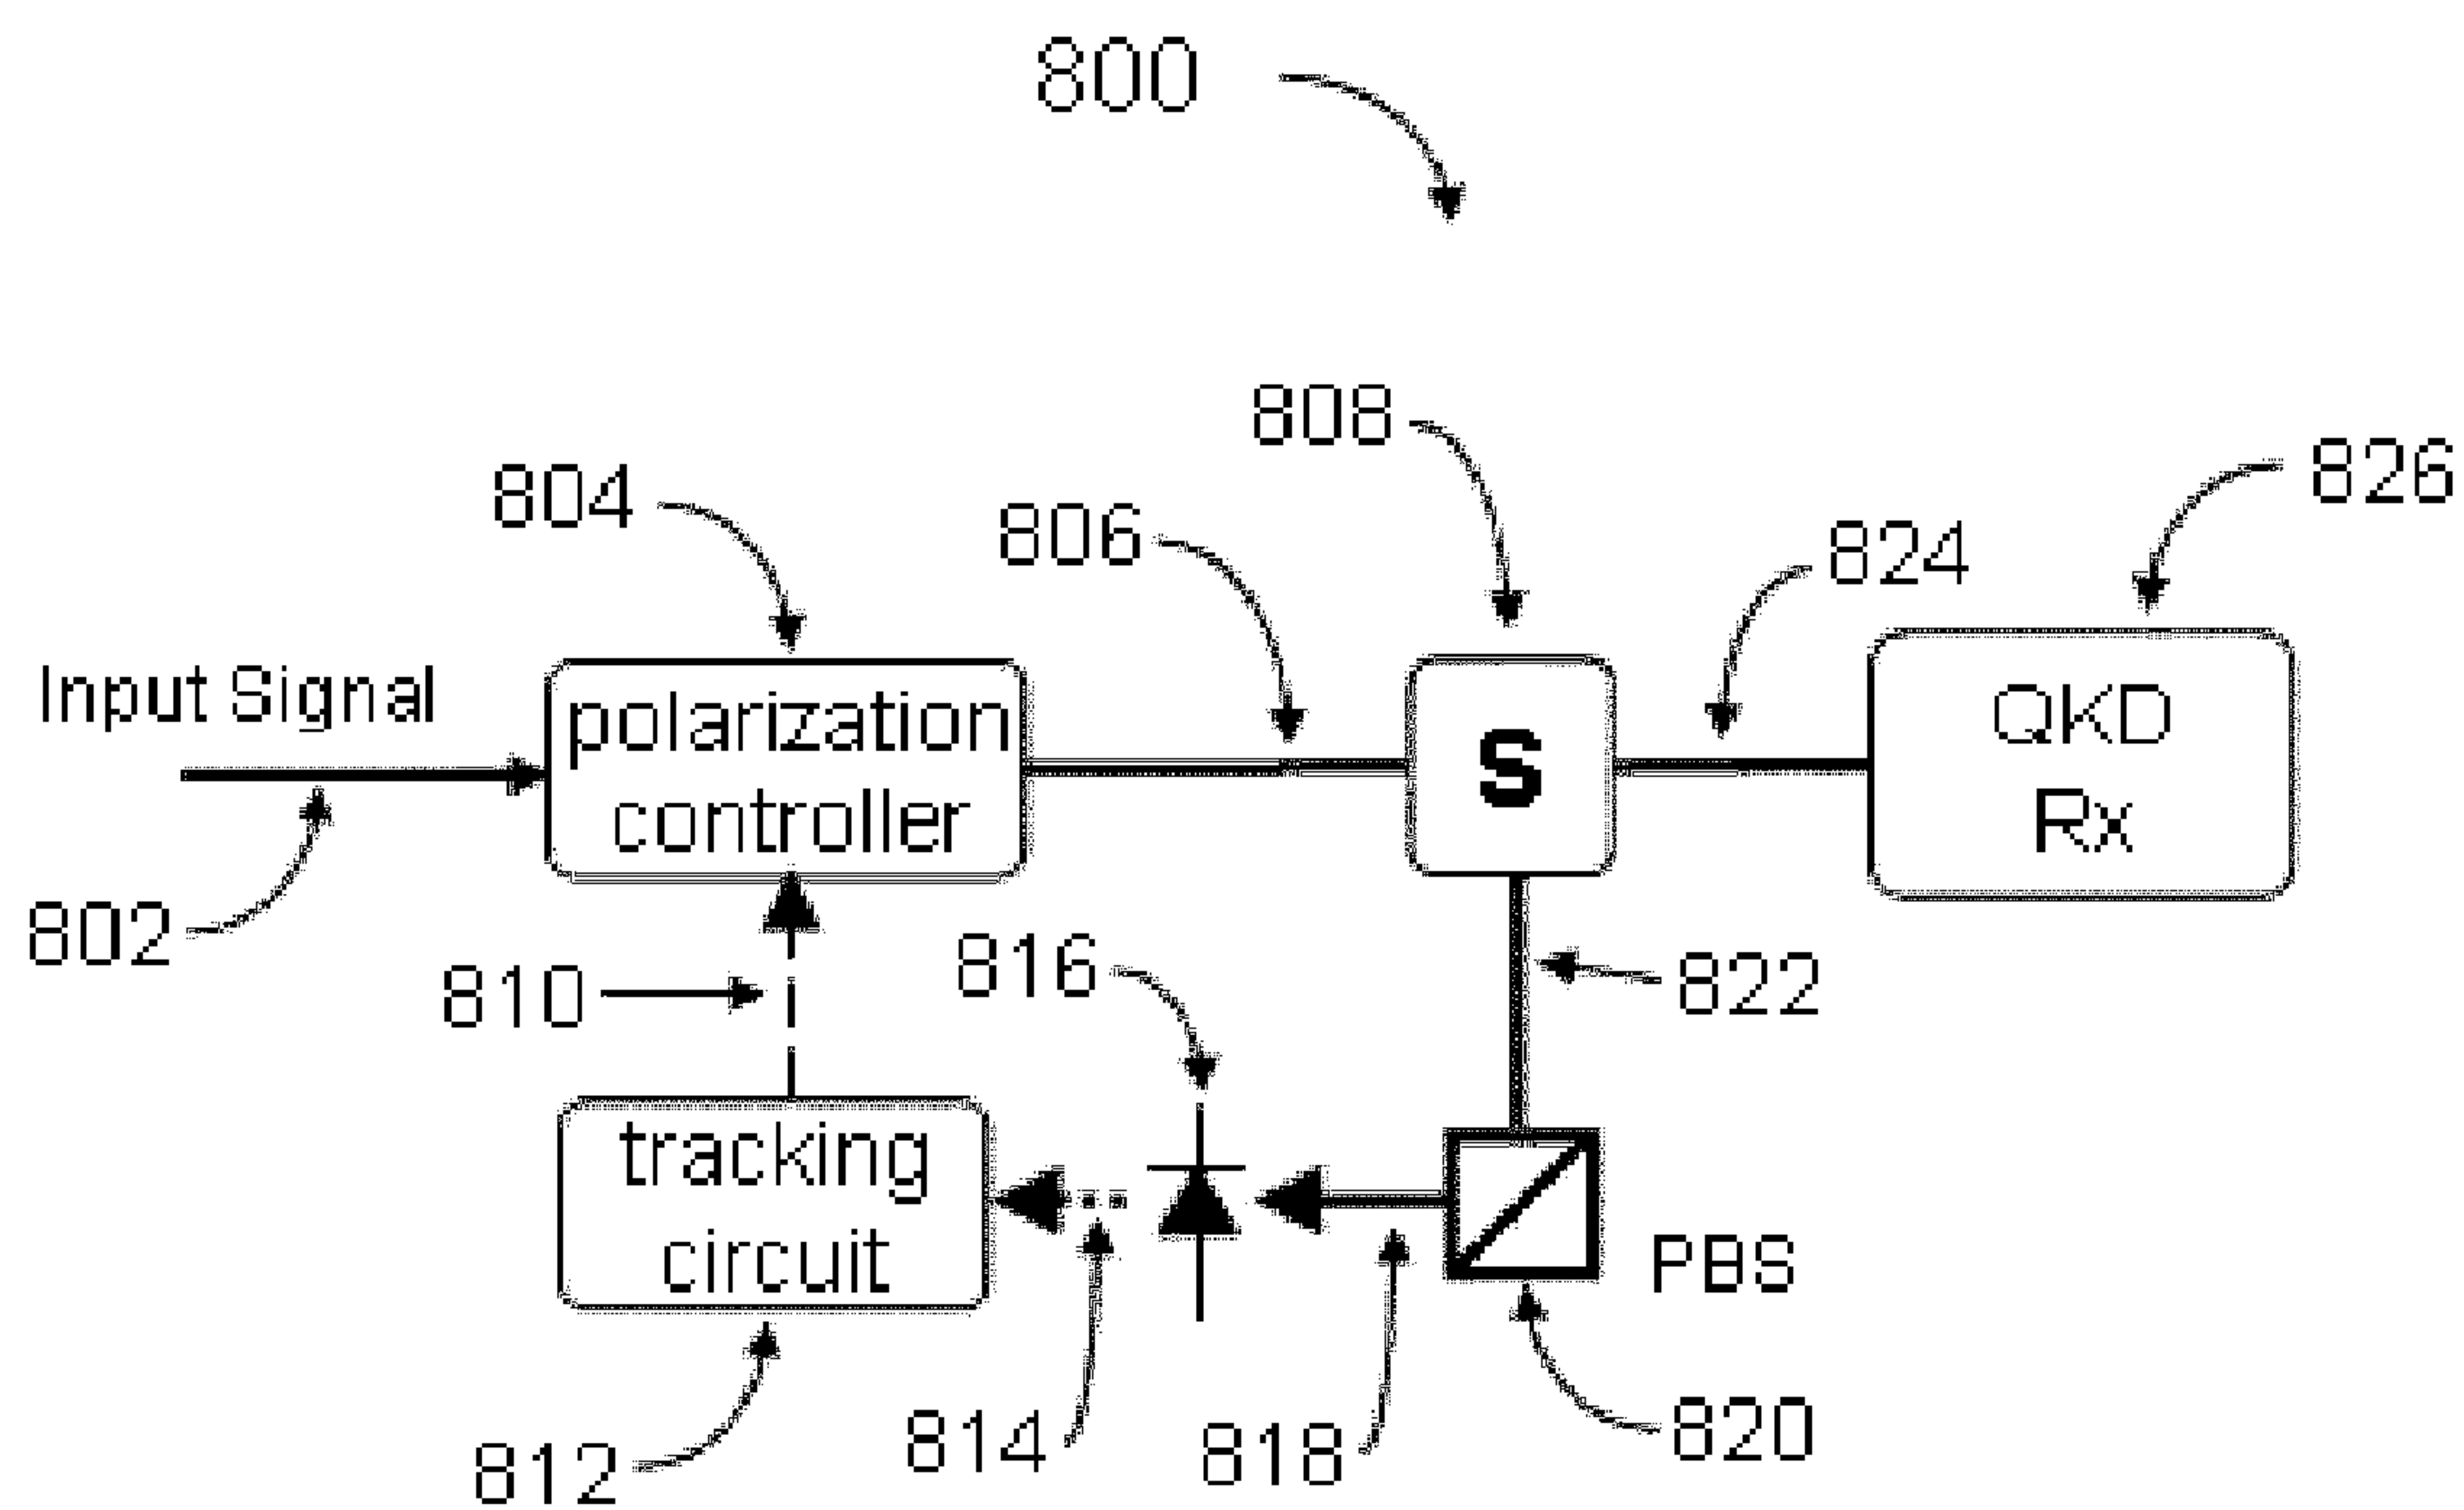 800
808
826
804
806
824
Input Signal
polarization
controller
S
QKD
Rx
802
810
816
822
tracking
circuit
PBS
812
814
818
820